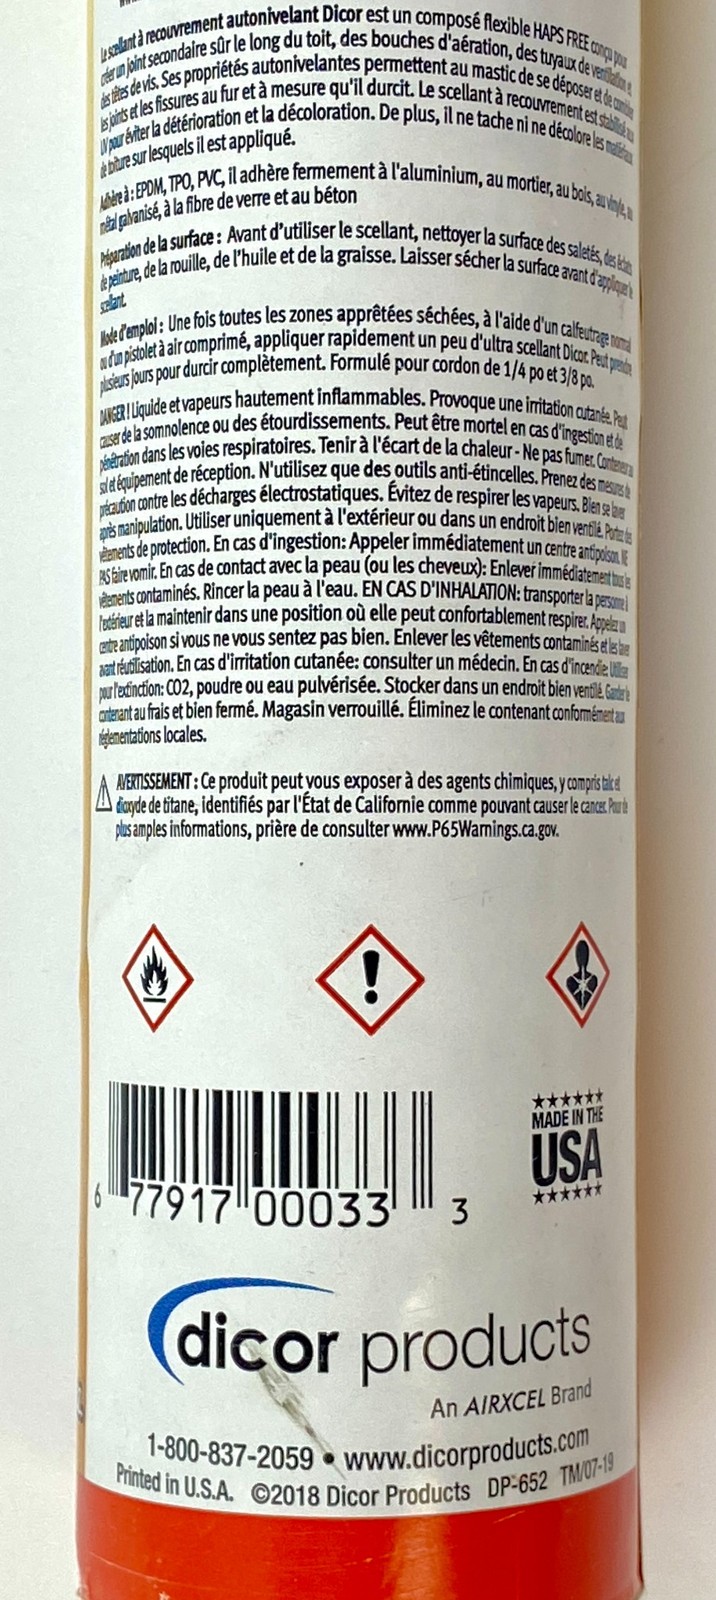 Le scellant à recouvrement autonivelant Dicor est un composé flexible HAPS FREE conçu pour
créer un joint secondaire sûr le long du toit, des bouches d'aération, des tuyaux de ventilation et
des têtes de vis. Ses propriétés autonivelantes permettent au mastic de se déposer et de combler
les joints et les fissures au fur et à mesure qu'il durcit. Le scellant à recouvrement est stabilisé aux
UV pour éviter la détérioration et la décoloration. De plus, il ne tache ni ne décolore les matériaux
de toiture sur lesquels il est appliqué.
Adhère à : EPDM, TPO, PVC, il adhère fermement à l'aluminium, au mortier, au bois, au vinyle, au
métal galvanisé, à la fibre de verre et au béton
Préparation de la surface : Avant d'utiliser le scellant, nettoyer la surface des saletés, des éclats
de peinture, de la rouille, de l'huile et de la graisse. Laisser sécher la surface avant d'appliquer le
scellant.
Mode d'emploi : Une fois toutes les zones apprêtées séchées, à l'aide d'un calfeutrage normal
ou d'un pistolet à air comprimé, appliquer rapidement un peu d'ultra scellant Dicor. Peut prendre
plusieurs jours pour durcir complètement. Formulé pour cordon de 1/4 po et 3/8 po.
DANGER ! Liquide et vapeurs hautement inflammables. Provoque une irritation cutanée. Peut
causer de la somnolence ou des étourdissements. Peut être mortel en cas d'ingestion et de
pénétration dans les voies respiratoires. Tenir à l'écart de la chaleur - Ne pas fumer. Conteneur au
sol et équipement de réception. N'utilisez que des outils anti-étincelles. Prenez des mesures de
précaution contre les décharges électrostatiques. Évitez de respirer les vapeurs. Bien se laver
après manipulation. Utiliser uniquement à l'extérieur ou dans un endroit bien ventilé. Portez des
vêtements de protection. En cas d'ingestion: Appeler immédiatement un centre antipoison. NE
PAS faire vomir. En cas de contact avec la peau (ou les cheveux): Enlever immédiatement tous les
vêtements contaminés. Rincer la peau à l'eau. EN CAS D'INHALATION: transporter la personne à
l'extérieur et la maintenir dans une position où elle peut confortablement respirer. Appelez un
centre antipoison si vous ne vous sentez pas bien. Enlever les vêtements contaminés et les laver
avant réutilisation. En cas d'irritation cutanée: consulter un médecin. En cas d'incendie: Utiliser
pour l'extinction: CO2, poudre ou eau pulvérisée. Stocker dans un endroit bien ventilé. Garder le
contenant au frais et bien fermé. Magasin verrouillé. Éliminez le contenant conformément aux
réglementations locales.
AVERTISSEMENT : Ce produit peut vous exposer à des agents chimiques, y compris talc et
dioxyde de titane, identifiés par l'État de Californie comme pouvant causer le cancer. Pour de
plus amples informations, prière de consulter www.P65Warnings.ca.gov.
6 77917 00033 3
MADE IN THE
USA
dicor products
An AIRXCEL Brand
1-800-837-2059 • www.dicorproducts.com
Printed in U.S.A. ©2018 Dicor Products DP-652 TM/07-19